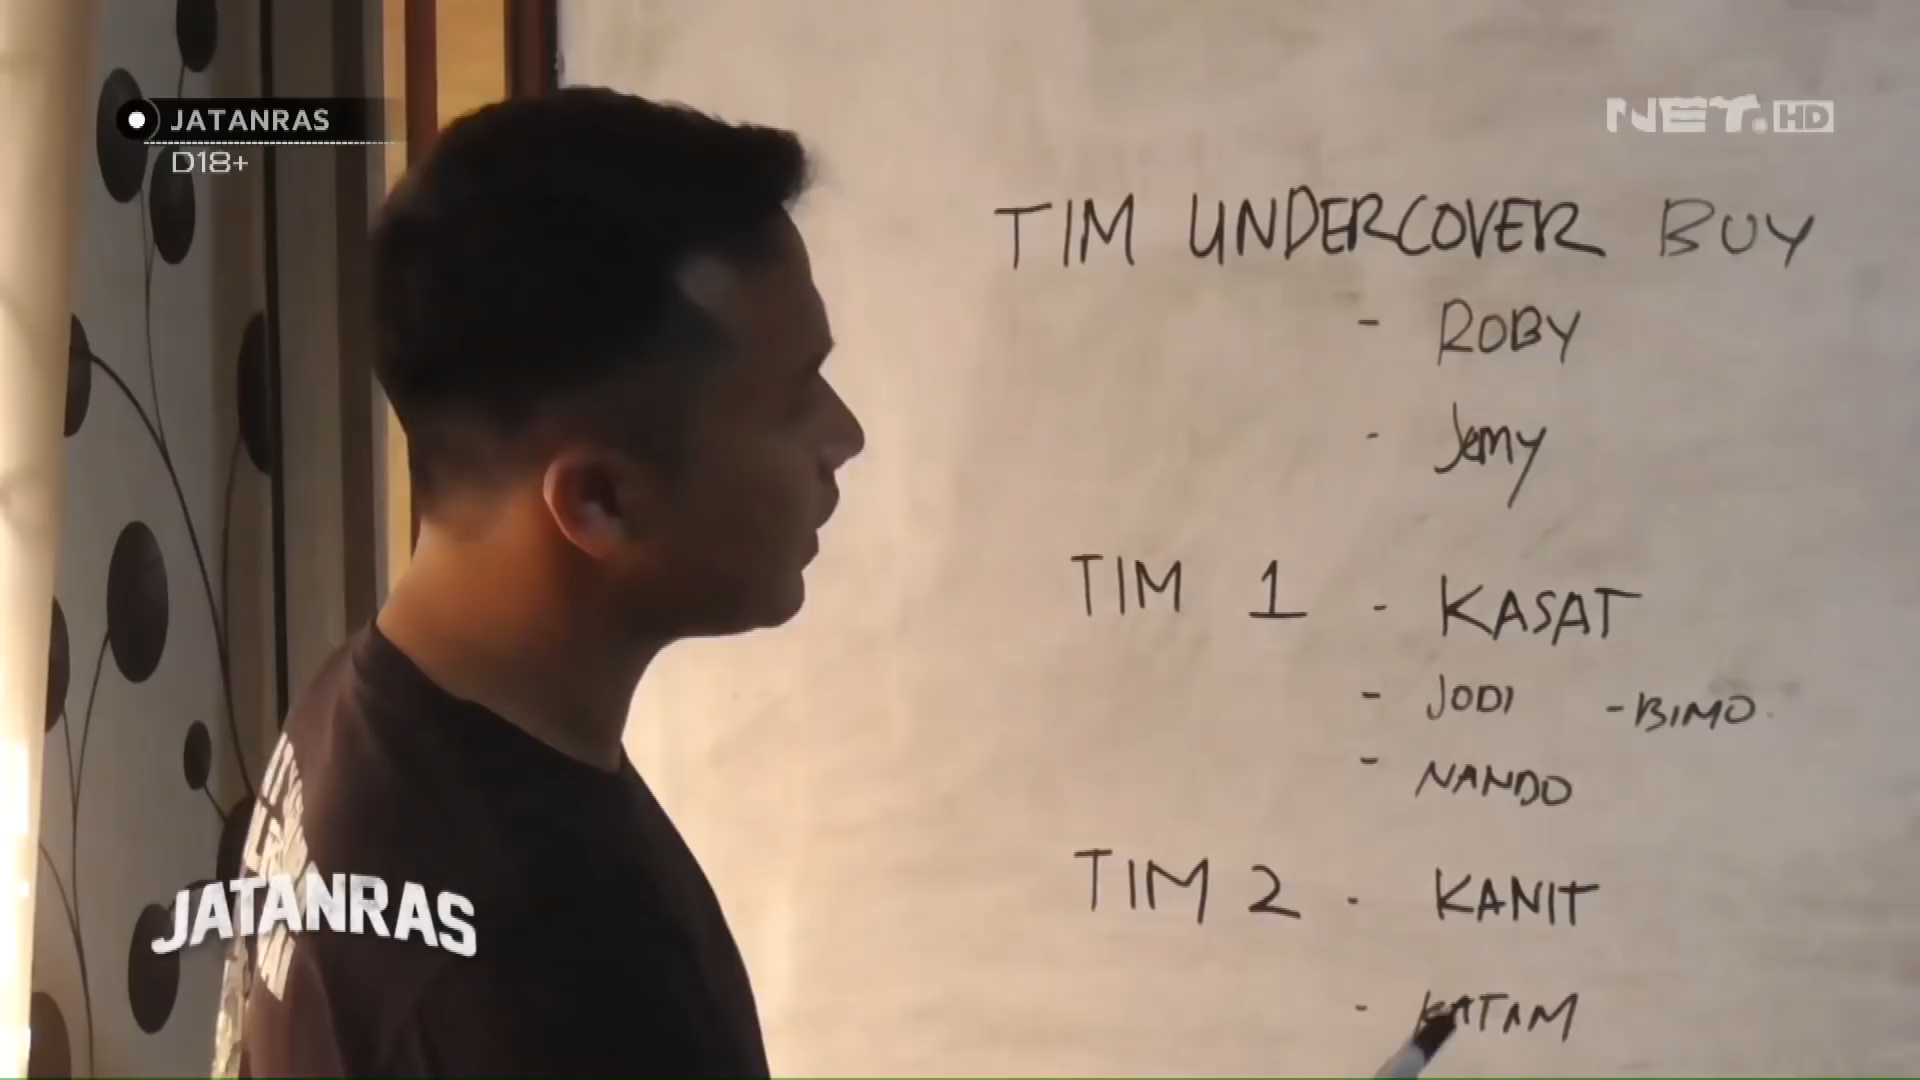 JATANRAS
D18+
NET. HD
TIM UNDERCOVER BUY
- ROBY
- Jemy
TIM 1 - KASAT
- JODI - BIMO
- NANDO
TIM 2 - KANIT
- KATAM
JATANRAS